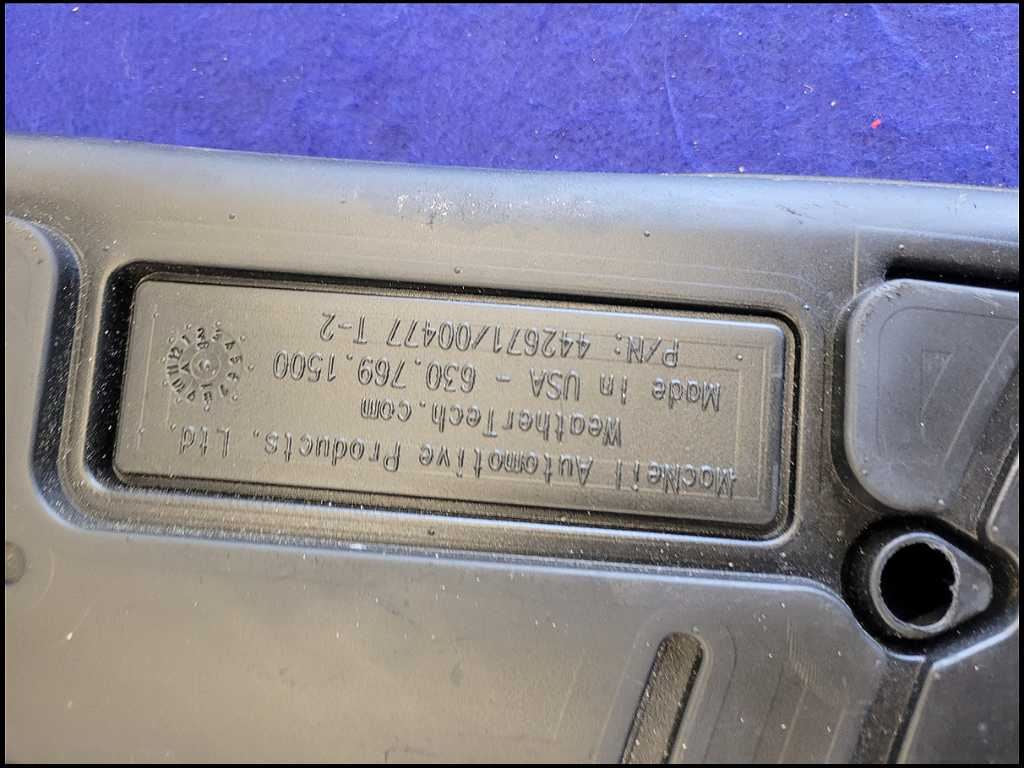 MacNeil Automotive Products, Ltd.
WeatherTech.com
Made in USA - 630.769.1500
P/N: 442671/00477 T-2